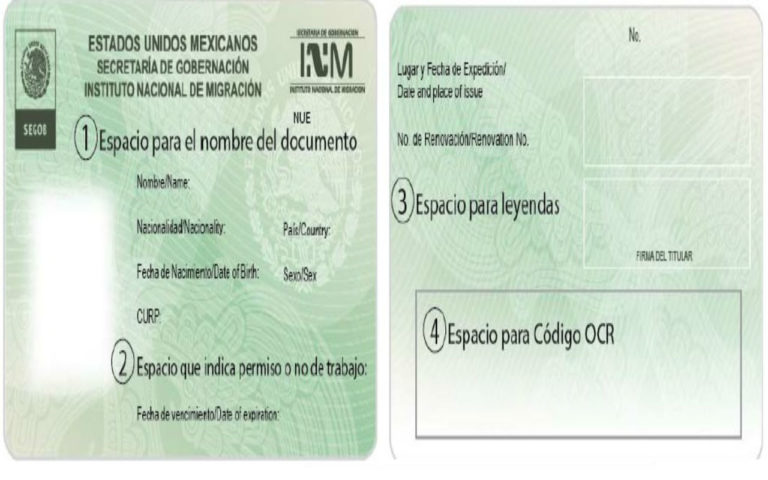 ESTADOS UNIDOS MEXICANOS
SECRETARÍA DE GOBERNACIÓN
INSTITUTO NACIONAL DE MIGRACIÓN
SEGOB
SECRETARIA DE GOBERNACION
INM
INSTITUTO NACIONAL DE MIGRACION
NUE
1 Espacio para el nombre del documento
Nombre/Name:
Nacionalidad/Nacionality: País/Country:
Fecha de Nacimiento/Date of Birth: Sexo/Sex
CURP:
2 Espacio que indica permiso o no de trabajo:
Fecha de vencimiento/Date of expiration:
No.
Lugar y Fecha de Expedición/
Date and place of issue
No. de Renovación/Renovation No.
3 Espacio para leyendas
FIRMA DEL TITULAR
4 Espacio para Código OCR